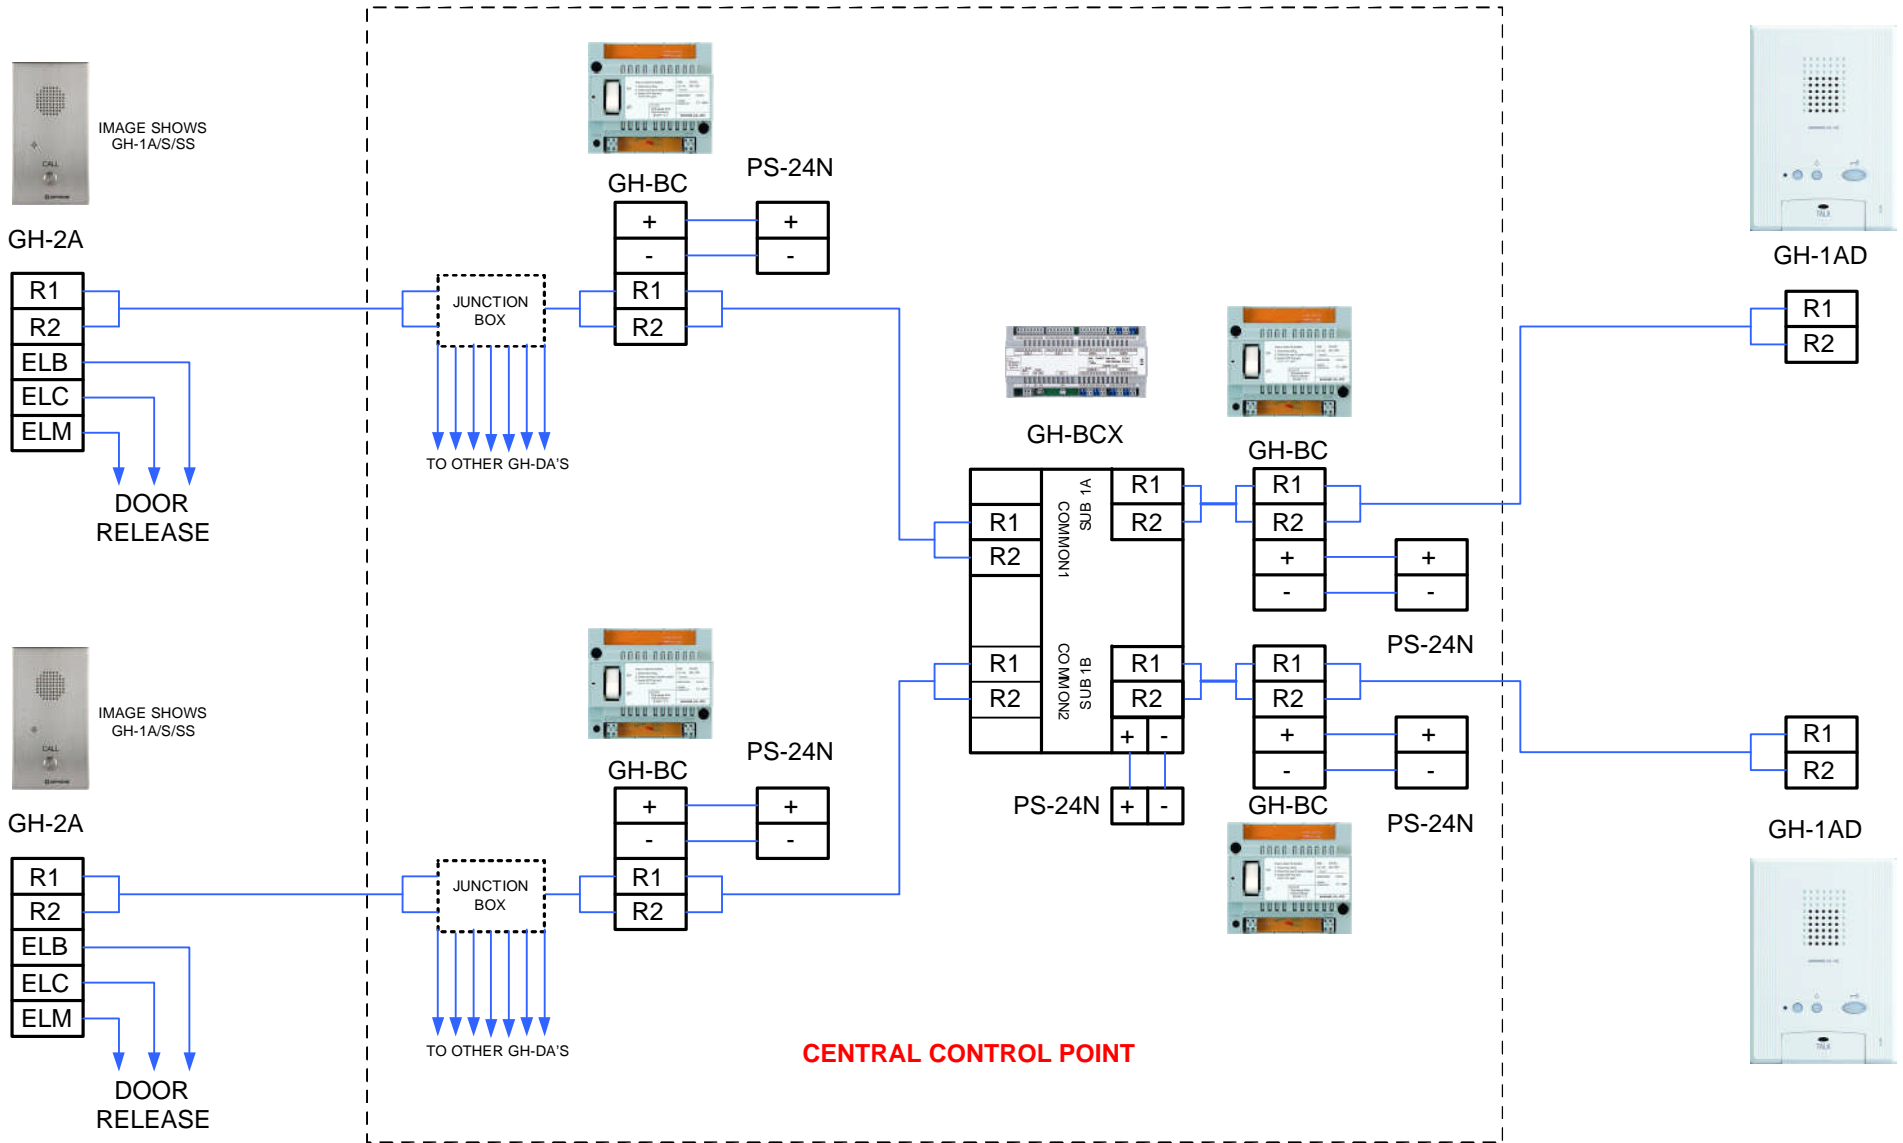 IMAGE SHOWS
GH-1A/S/SS
CALL
GH-2A
R1
R2
ELB
ELC
ELM
DOOR
RELEASE
JUNCTION
BOX
TO OTHER GH-DA'S
GH-BC
+
-
R1
R2
PS-24N
+
-
IMAGE SHOWS
GH-1A/S/SS
CALL
GH-2A
R1
R2
ELB
ELC
ELM
DOOR
RELEASE
JUNCTION
BOX
TO OTHER GH-DA'S
GH-BC
+
-
R1
R2
PS-24N
+
-
GH-BCX
R1
R2
COMMON1
SUB 1A
R1
R2
R1
R2
COMMON2
SUB 1B
R1
R2
+ -
PS-24N + -
GH-BC
R1
R2
+
-
+
-
PS-24N
R1
R2
+
-
GH-BC
+
-
PS-24N
TALK
GH-1AD
R1
R2
R1
R2
GH-1AD
TALK
CENTRAL CONTROL POINT